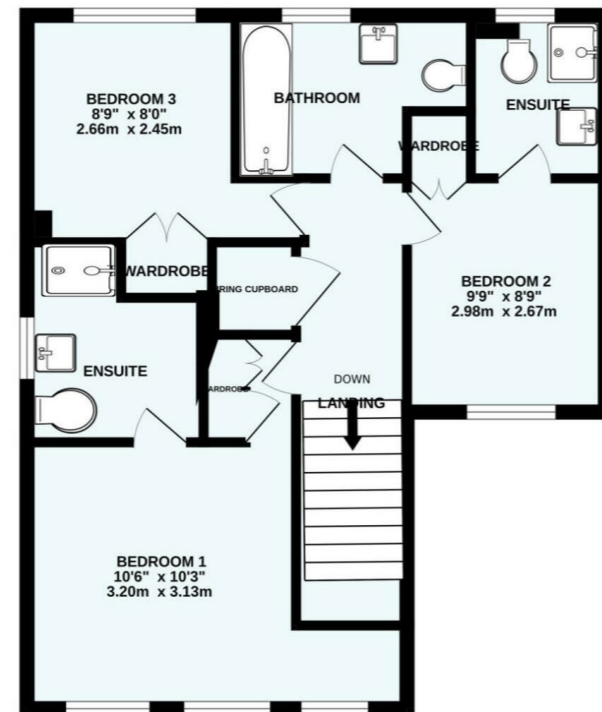 BEDROOM 3
8'9" x 8'0"
2.66m x 2.45m
BATHROOM
ENSUITE
WARDROBE
WARDROBE
BEDROOM 2
9'9" x 8'9"
2.98m x 2.67m
RING CUPBOARD
ENSUITE
ARDROBE
DOWN
LANDING
BEDROOM 1
10'6" x 10'3"
3.20m x 3.13m